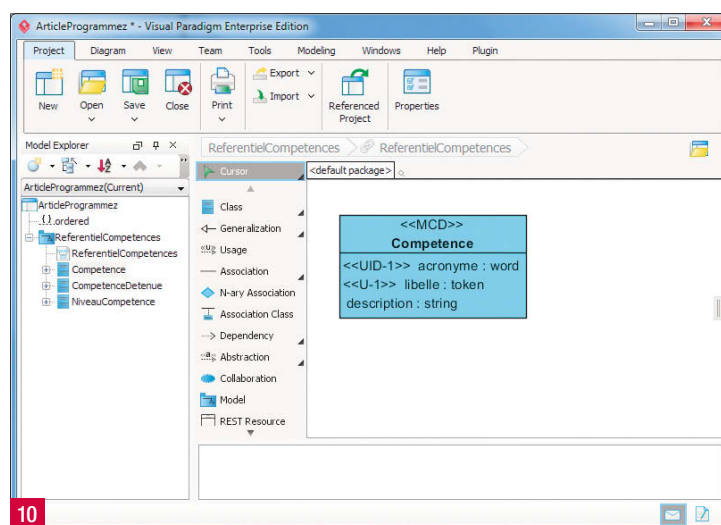 ArticleProgrammez * - Visual Paradigm Enterprise Edition
Project Diagram View Team Tools Modeling Windows Help Plugin
New Open Save Close Print Export Import Referenced Project Properties
Model Explorer
ArticleProgrammez(Current)
ArticleProgrammez
{}.ordered
ReferentielCompetences
ReferentielCompetences
Competence
CompetenceDetenue
NiveauCompetence
ReferentielCompetences ReferentielCompetences
Cursor
Class
Generalization
Usage
Association
N-ary Association
Association Class
Dependency
Abstraction
Collaboration
Model
REST Resource
<default package>
<<MCD>>
Competence
<<UID-1>> acronyme : word
<<U-1>> libelle : token
description : string
10